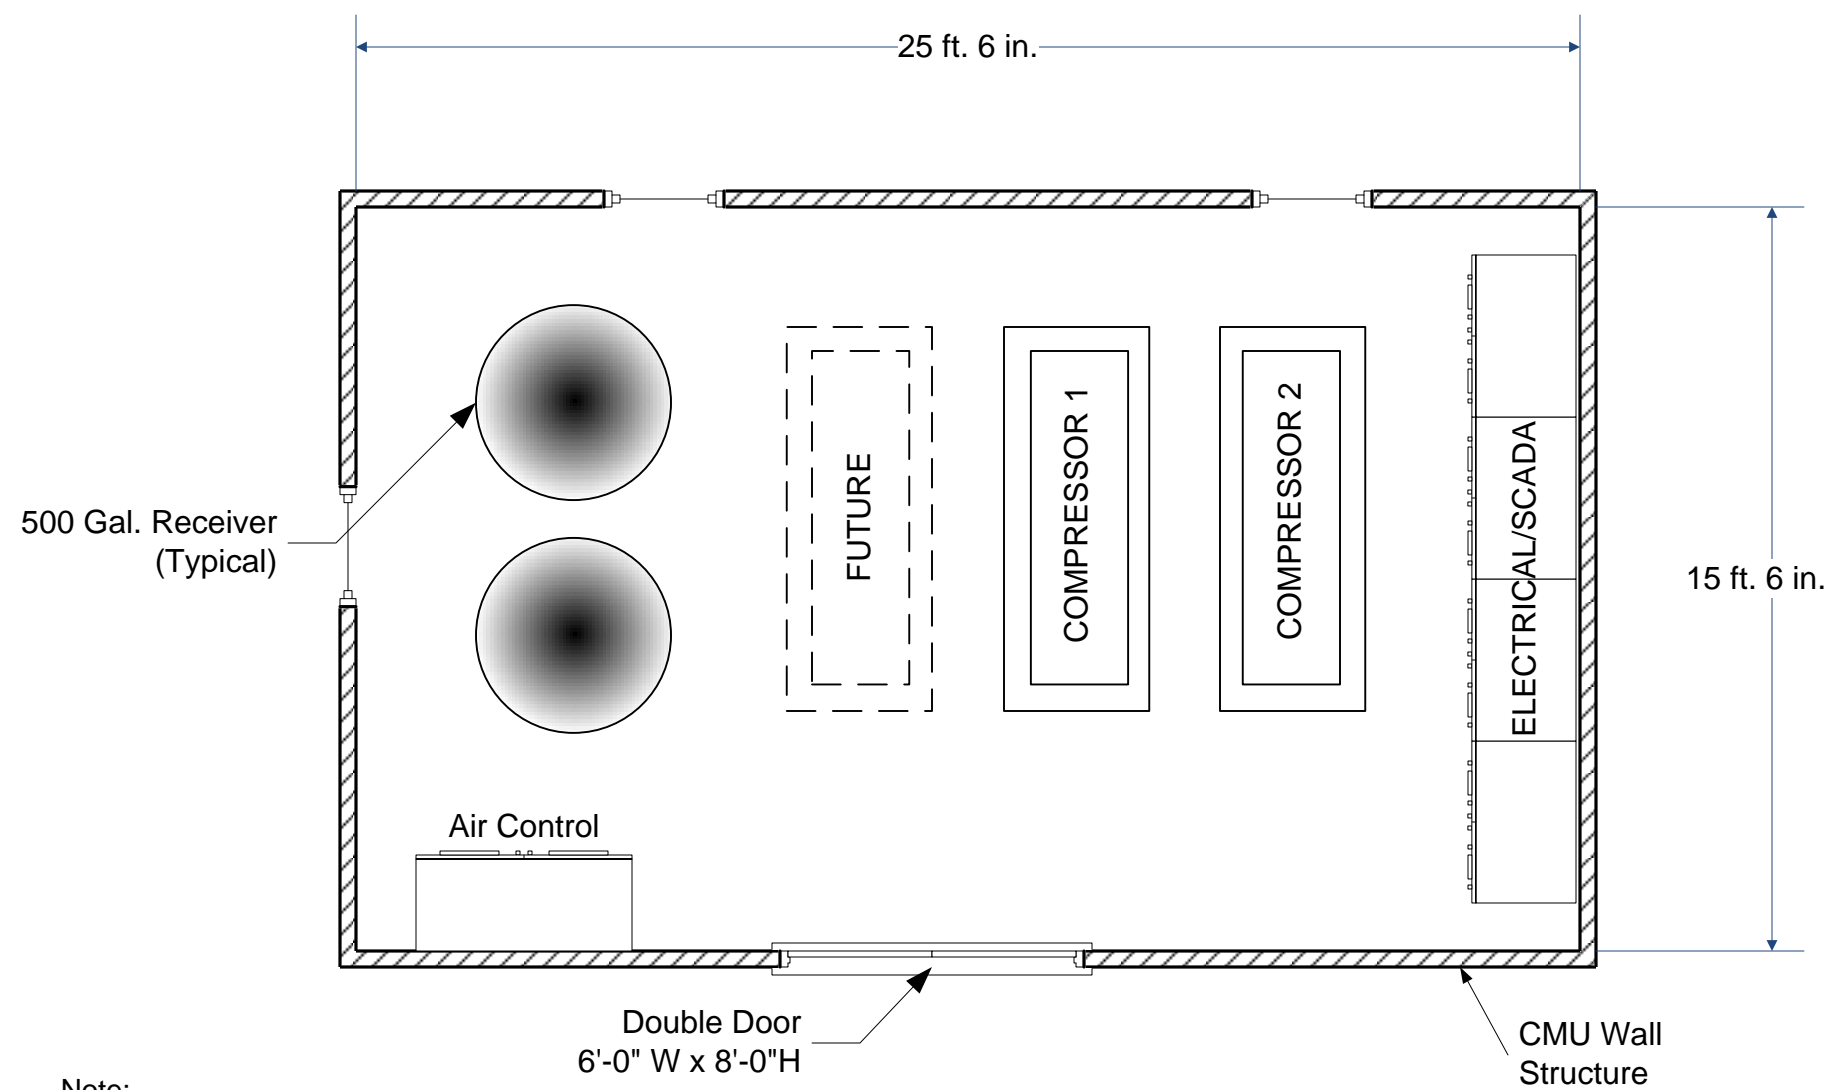 25 ft. 6 in.
15 ft. 6 in.
500 Gal. Receiver
(Typical)
FUTURE
COMPRESSOR 1
COMPRESSOR 2
ELECTRICAL/SCADA
Air Control
Double Door
6'-0" W x 8'-0"H
CMU Wall
Structure
Note: